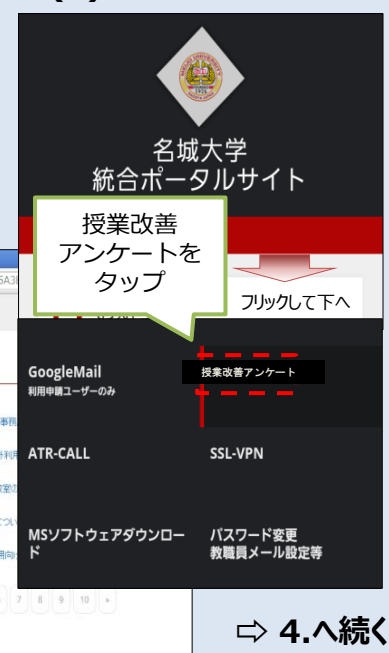 名城大学
統合ポータルサイト
授業改善
アンケートを
タップ
フリックして下へ
GoogleMail
利用申請ユーザーのみ
授業改善アンケート
ATR-CALL
SSL-VPN
MSソフトウェアダウンロー
ド
パスワード変更
教職員メール設定等
7 8 9 10 »
⇨ 4.へ続く